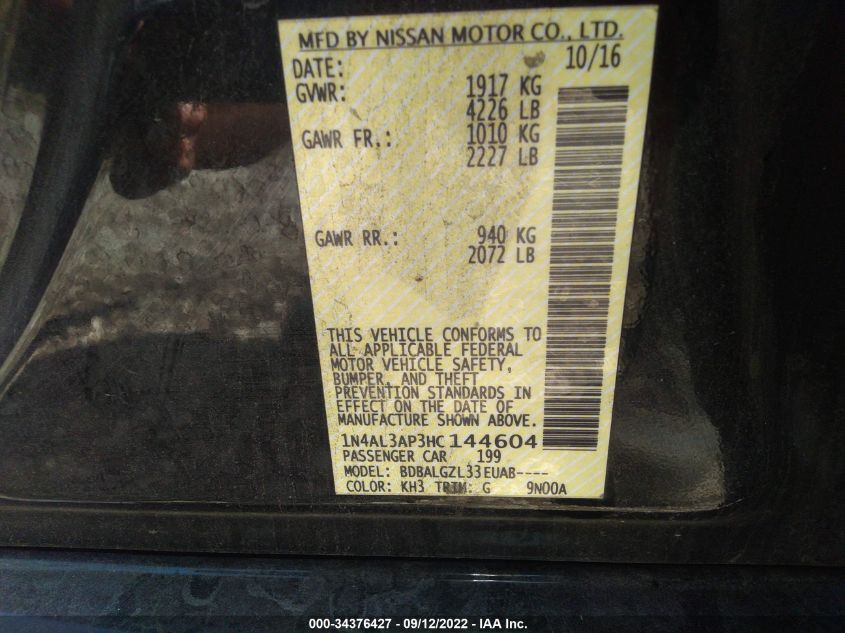 MFD BY NISSAN MOTOR CO., LTD.
DATE: 10/16
GVWR: 1917 KG
4226 LB
GAWR FR.: 1010 KG
2227 LB
GAWR RR.: 940 KG
2072 LB
THIS VEHICLE CONFORMS TO
ALL APPLICABLE FEDERAL
MOTOR VEHICLE SAFETY,
BUMPER, AND THEFT
PREVENTION STANDARDS IN
EFFECT ON THE DATE OF
MANUFACTURE SHOWN ABOVE.
1N4AL3AP3HC144604
PASSENGER CAR 199
MODEL: BDBALGZL33EUAB----
COLOR: KH3 TRIM: G 9N00A
000-34376427 - 09/12/2022 - IAA Inc.